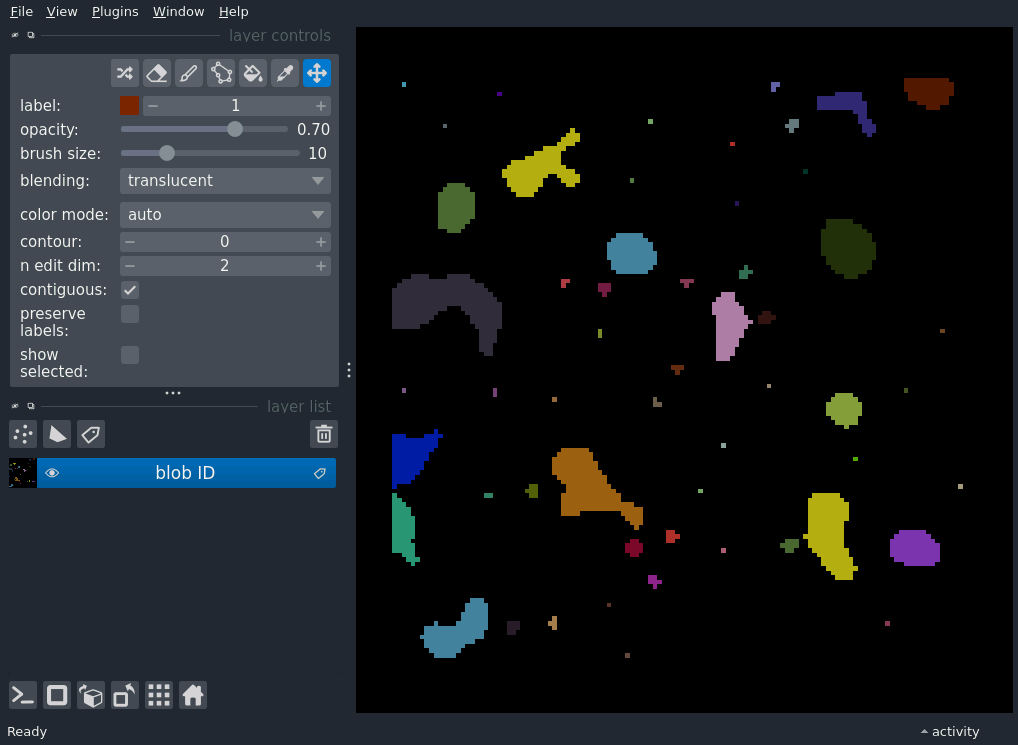 File View Plugins Window Help
layer controls
label: 1
opacity: 0.70
brush size: 10
blending: translucent
color mode: auto
contour: 0
n edit dim: 2
contiguous:
preserve
labels:
show
selected:
layer list
blob ID
Ready
activity